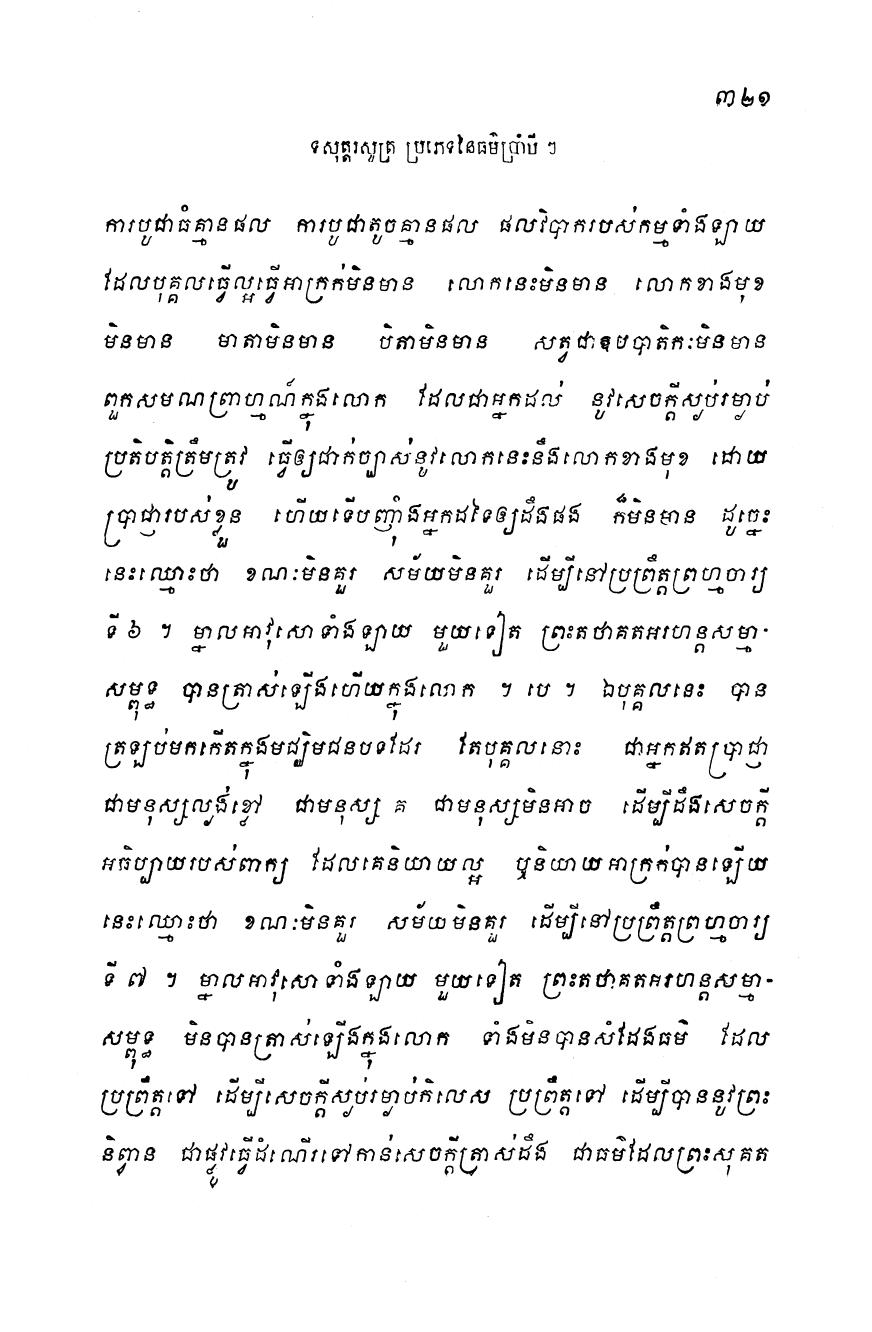 ៣២១
ទសុត្តរសូត្រ ប្រភេទនៃធម៌ប្រាំបី ៗ
ការបូជាធំគ្មានផល ការបូជាតូចគ្មានផល ផលវិបាករបស់កម្មទាំងឡាយ
ដែលបុគ្គលធ្វើល្អធ្វើអាក្រក់មិនមាន លោកនេះមិនមាន លោកខាងមុខ
មិនមាន មាតាមិនមាន បិតាមិនមាន សត្វជាឧបបាតិកៈមិនមាន
ពួកសមណព្រាហ្មណ៍ក្នុងលោក ដែលជាអ្នកដល់ នូវសេចក្តីស្ងប់រម្ងាប់
ប្រតិបត្តិត្រឹមត្រូវ ធ្វើឲ្យជាក់ច្បាស់នូវលោកនេះនឹងលោកខាងមុខ ដោយ
ប្រាជ្ញារបស់ខ្លួន ហើយទើបញ៉ាំងអ្នកដទៃឲ្យដឹងផង ក៏មិនមាន ដូច្នេះ
នេះឈ្មោះថា ខណៈមិនគួរ សម័យមិនគួរ ដើម្បីនៅប្រព្រឹត្តព្រហ្មចារ្យ
ទី ៦ ។ ម្នាលអាវុសោទាំងឡាយ មួយទៀត ព្រះតថាគតអរហន្តសម្មា-
សម្ពុទ្ធ បានត្រាស់ឡើងហើយក្នុងលោក ។ បេ ។ ឯបុគ្គលនេះ បាន
ត្រឡប់មកកើតក្នុងមជ្ឈិមជនបទដែរ តែបុគ្គលនោះ ជាអ្នកឥតប្រាជ្ញា
ជាមនុស្សល្ងង់ខ្លៅ ជាមនុស្ស គ ជាមនុស្សមិនអាច ដើម្បីដឹងសេចក្តី
អធិប្បាយរបស់ពាក្យ ដែលគេនិយាយល្អ ឬនិយាយអាក្រក់បានឡើយ
នេះឈ្មោះថា ខណៈមិនគួរ សម័យមិនគួរ ដើម្បីនៅប្រព្រឹត្តព្រហ្មចារ្យ
ទី ៧ ។ ម្នាលអាវុសោទាំងឡាយ មួយទៀត ព្រះតថាគតអរហន្តសម្មា-
សម្ពុទ្ធ មិនបានត្រាស់ឡើងក្នុងលោក ទាំងមិនបានសំដែងធម៌ ដែល
ប្រព្រឹត្តទៅ ដើម្បីសេចក្តីស្ងប់រម្ងាប់កិលេស ប្រព្រឹត្តទៅ ដើម្បីបាននូវព្រះ
និព្វាន ជាផ្លូវធ្វើដំណើរទៅកាន់សេចក្តីត្រាស់ដឹង ជាធម៌ដែលព្រះសុគត